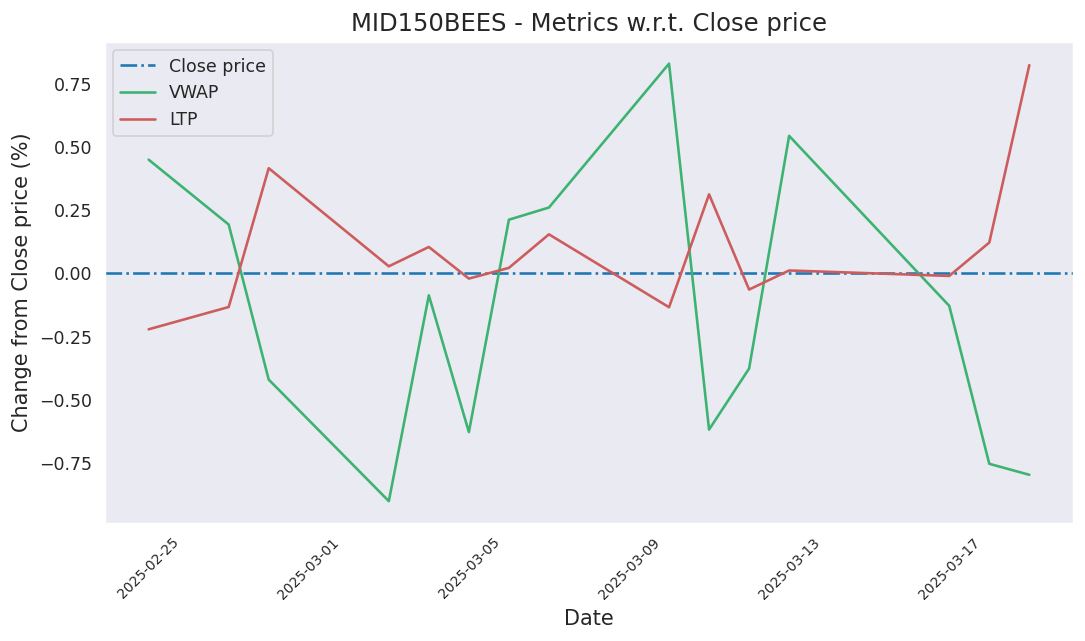 MID150BEES - Metrics w.r.t. Close price
Close price
VWAP
LTP
Change from Close price (%)
0.75
0.50
0.25
0.00
−0.25
−0.50
−0.75
2025-02-25
2025-03-01
2025-03-05
2025-03-09
2025-03-13
2025-03-17
Date